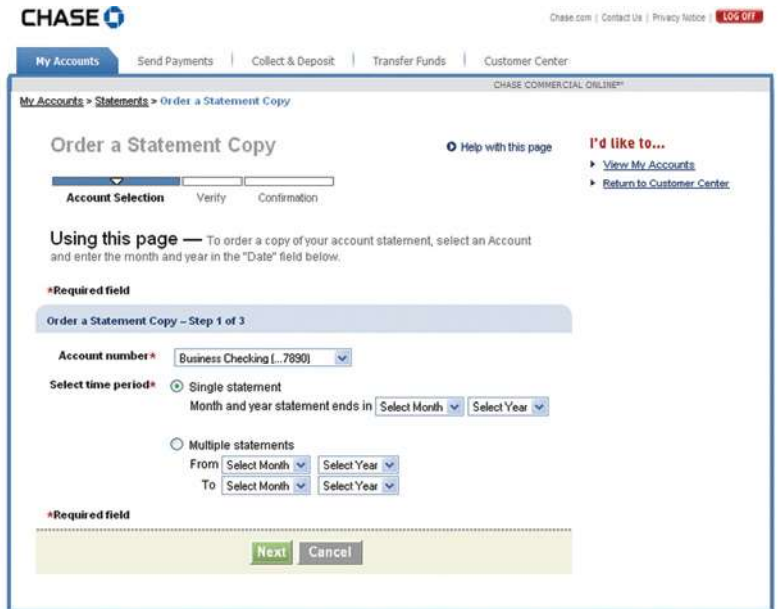 CHASE
Chase.com | Contact Us | Privacy Notice | LOG OFF
My Accounts Send Payments | Collect & Deposit | Transfer Funds | Customer Center
CHASE COMMERCIAL ONLINE℠
My Accounts > Statements > Order a Statement Copy
Order a Statement Copy
Help with this page
I'd like to...
View My Accounts
Return to Customer Center
Account Selection Verify Confirmation
Using this page — To order a copy of your account statement, select an Account
and enter the month and year in the "Date" field below.
*Required field
Order a Statement Copy – Step 1 of 3
Account number* Business Checking (...7890)
Select time period* Single statement
Month and year statement ends in Select Month Select Year
Multiple statements
From Select Month Select Year
To Select Month Select Year
*Required field
Next Cancel